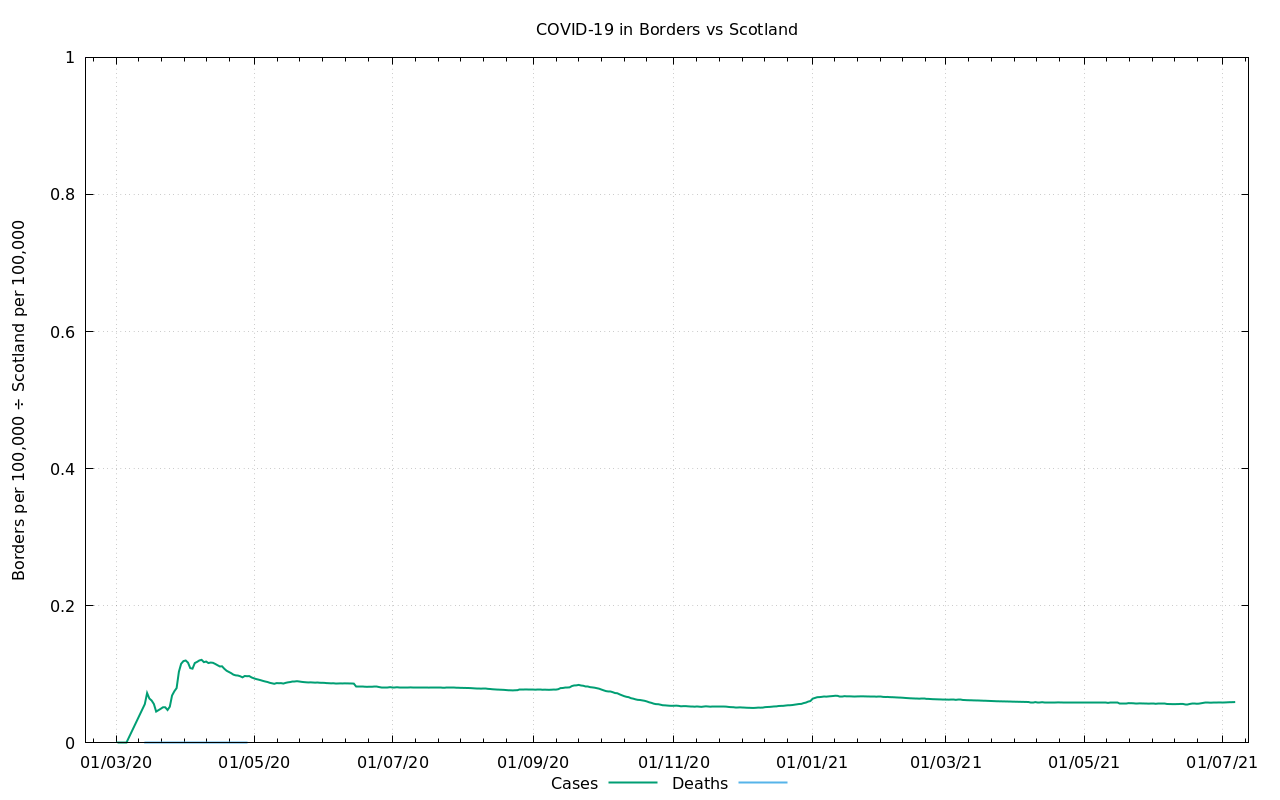 COVID-19 in Borders vs Scotland
Borders per 100,000 ÷ Scotland per 100,000
1
0.8
0.6
0.4
0.2
0
01/03/20 01/05/20 01/07/20 01/09/20 01/11/20 01/01/21 01/03/21 01/05/21 01/07/21
Cases Deaths